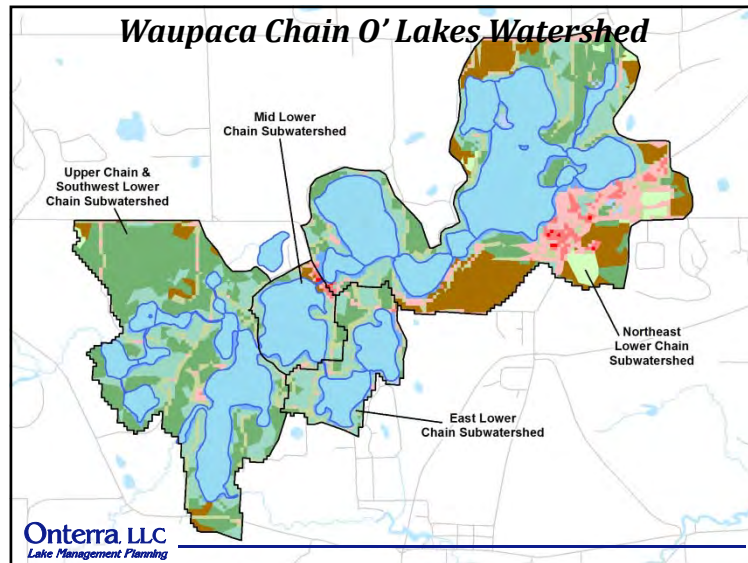 Waupaca Chain O’ Lakes Watershed
Mid Lower
Chain Subwatershed
Upper Chain &
Southwest Lower
Chain Subwatershed
Northeast
Lower Chain
Subwatershed
East Lower
Chain Subwatershed
Onterra, LLC
Lake Management Planning